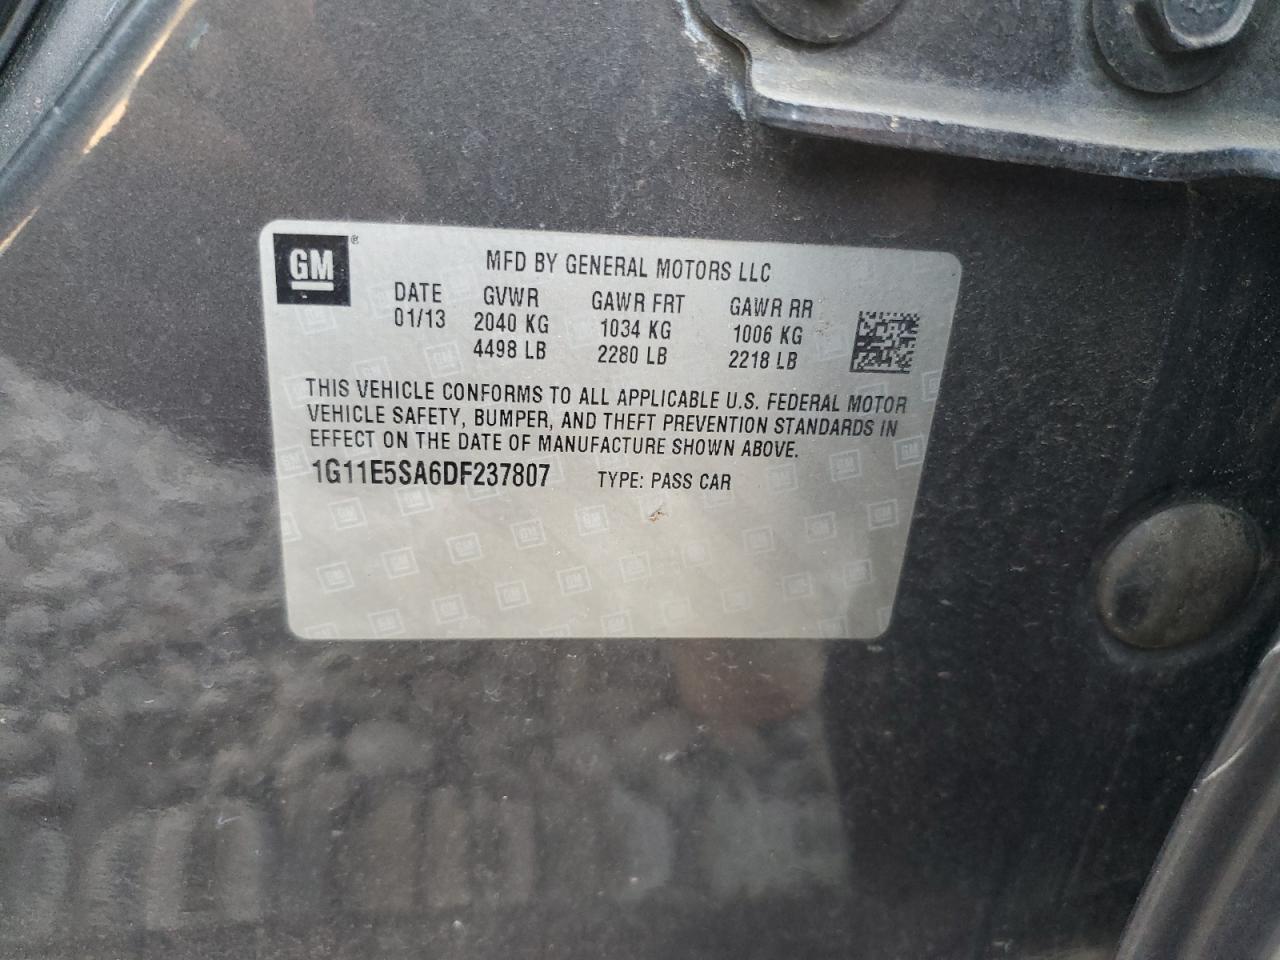 GM ®
MFD BY GENERAL MOTORS LLC
DATE GVWR GAWR FRT GAWR RR
01/13 2040 KG 1034 KG 1006 KG
4498 LB 2280 LB 2218 LB
THIS VEHICLE CONFORMS TO ALL APPLICABLE U.S. FEDERAL MOTOR
VEHICLE SAFETY, BUMPER, AND THEFT PREVENTION STANDARDS IN
EFFECT ON THE DATE OF MANUFACTURE SHOWN ABOVE.
1G11E5SA6DF237807 TYPE: PASS CAR